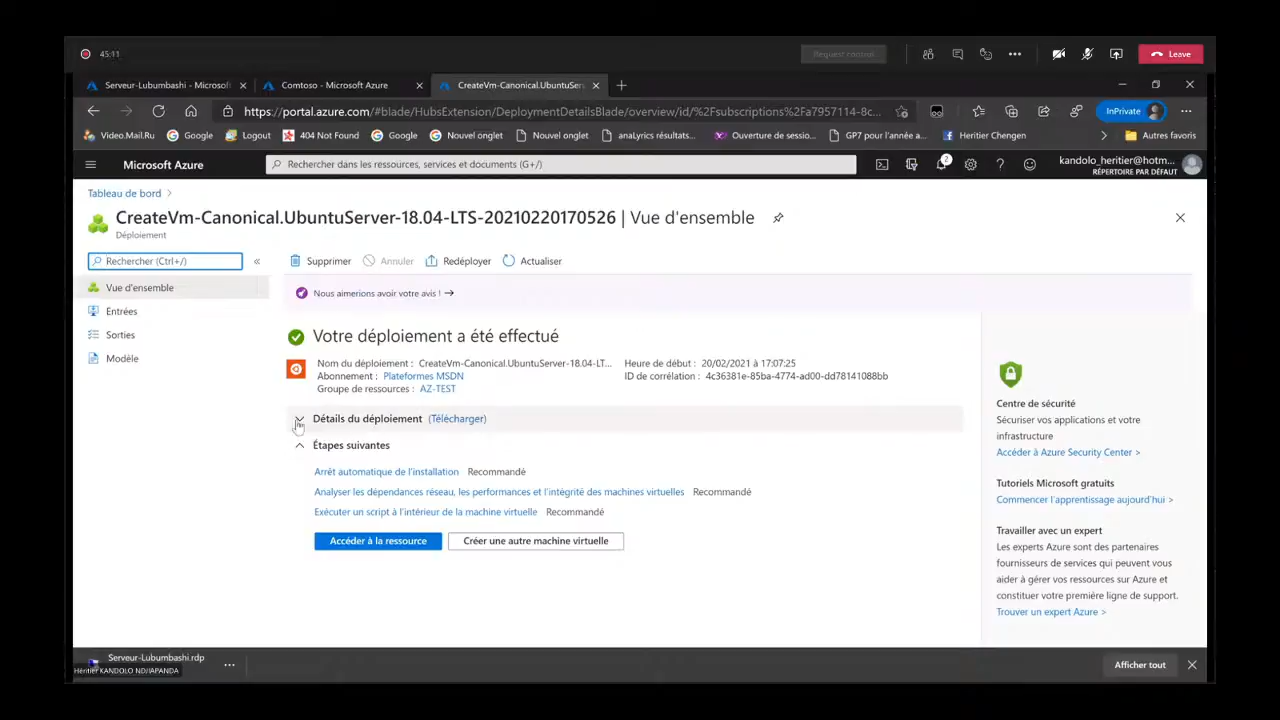 45:11
Request control
Leave
Serveur-Lubumbashi - Microsoft
Comtoso - Microsoft Azure
CreateVm-Canonical.UbuntuServ
https://portal.azure.com/#blade/HubsExtension/DeploymentDetailsBlade/overview/id/%2Fsubscriptions%2Fa7957114-8c...
InPrivate
Video.Mail.Ru
Google
Logout
404 Not Found
Google
Nouvel onglet
Nouvel onglet
anaLyrics résultats...
Ouverture de sessio...
GP7 pour l'année a...
Heritier Chengen
Autres favoris
Microsoft Azure
Rechercher dans les ressources, services et documents (G+/)
2
kandolo_heritier@hotm...
RÉPERTOIRE PAR DÉFAUT
Tableau de bord
CreateVm-Canonical.UbuntuServer-18.04-LTS-20210220170526 | Vue d'ensemble
Déploiement
Rechercher (Ctrl+/)
Supprimer
Annuler
Redéployer
Actualiser
Vue d'ensemble
Entrées
Sorties
Modèle
Nous aimerions avoir votre avis ! →
Votre déploiement a été effectué
Nom du déploiement : CreateVm-Canonical.UbuntuServer-18.04-LT...
Abonnement : Plateformes MSDN
Groupe de ressources : AZ-TEST
Heure de début : 20/02/2021 à 17:07:25
ID de corrélation : 4c36381e-85ba-4774-ad00-dd78141088bb
Détails du déploiement (Télécharger)
Étapes suivantes
Arrêt automatique de l'installation Recommandé
Analyser les dépendances réseau, les performances et l'intégrité des machines virtuelles Recommandé
Exécuter un script à l'intérieur de la machine virtuelle Recommandé
Accéder à la ressource
Créer une autre machine virtuelle
Centre de sécurité
Sécuriser vos applications et votre
infrastructure
Accéder à Azure Security Center >
Tutoriels Microsoft gratuits
Commencer l'apprentissage aujourd'hui >
Travailler avec un expert
Les experts Azure sont des partenaires
fournisseurs de services qui peuvent vous
aider à gérer vos ressources sur Azure et
constituer votre première ligne de support.
Trouver un expert Azure >
Serveur-Lubumbashi.rdp
Héritier KANDOLO NDJAPANDA
Afficher tout